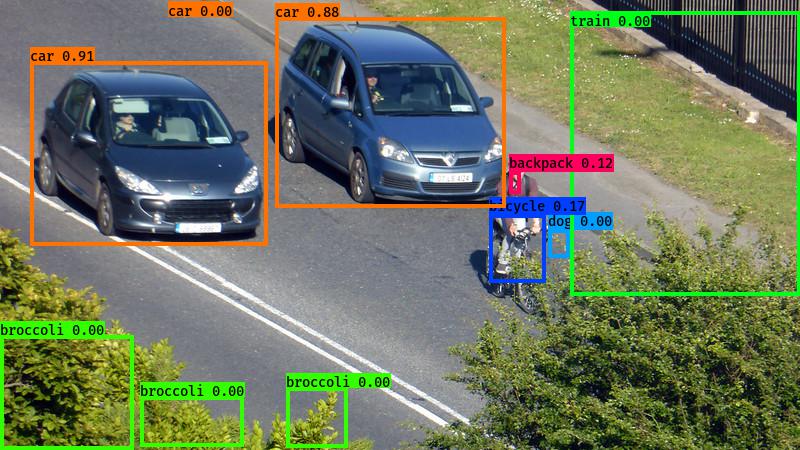 car 0.00
car 0.88
train 0.00
car 0.91
backpack 0.12
bicycle 0.17
dog 0.00
broccoli 0.00
broccoli 0.00
broccoli 0.00